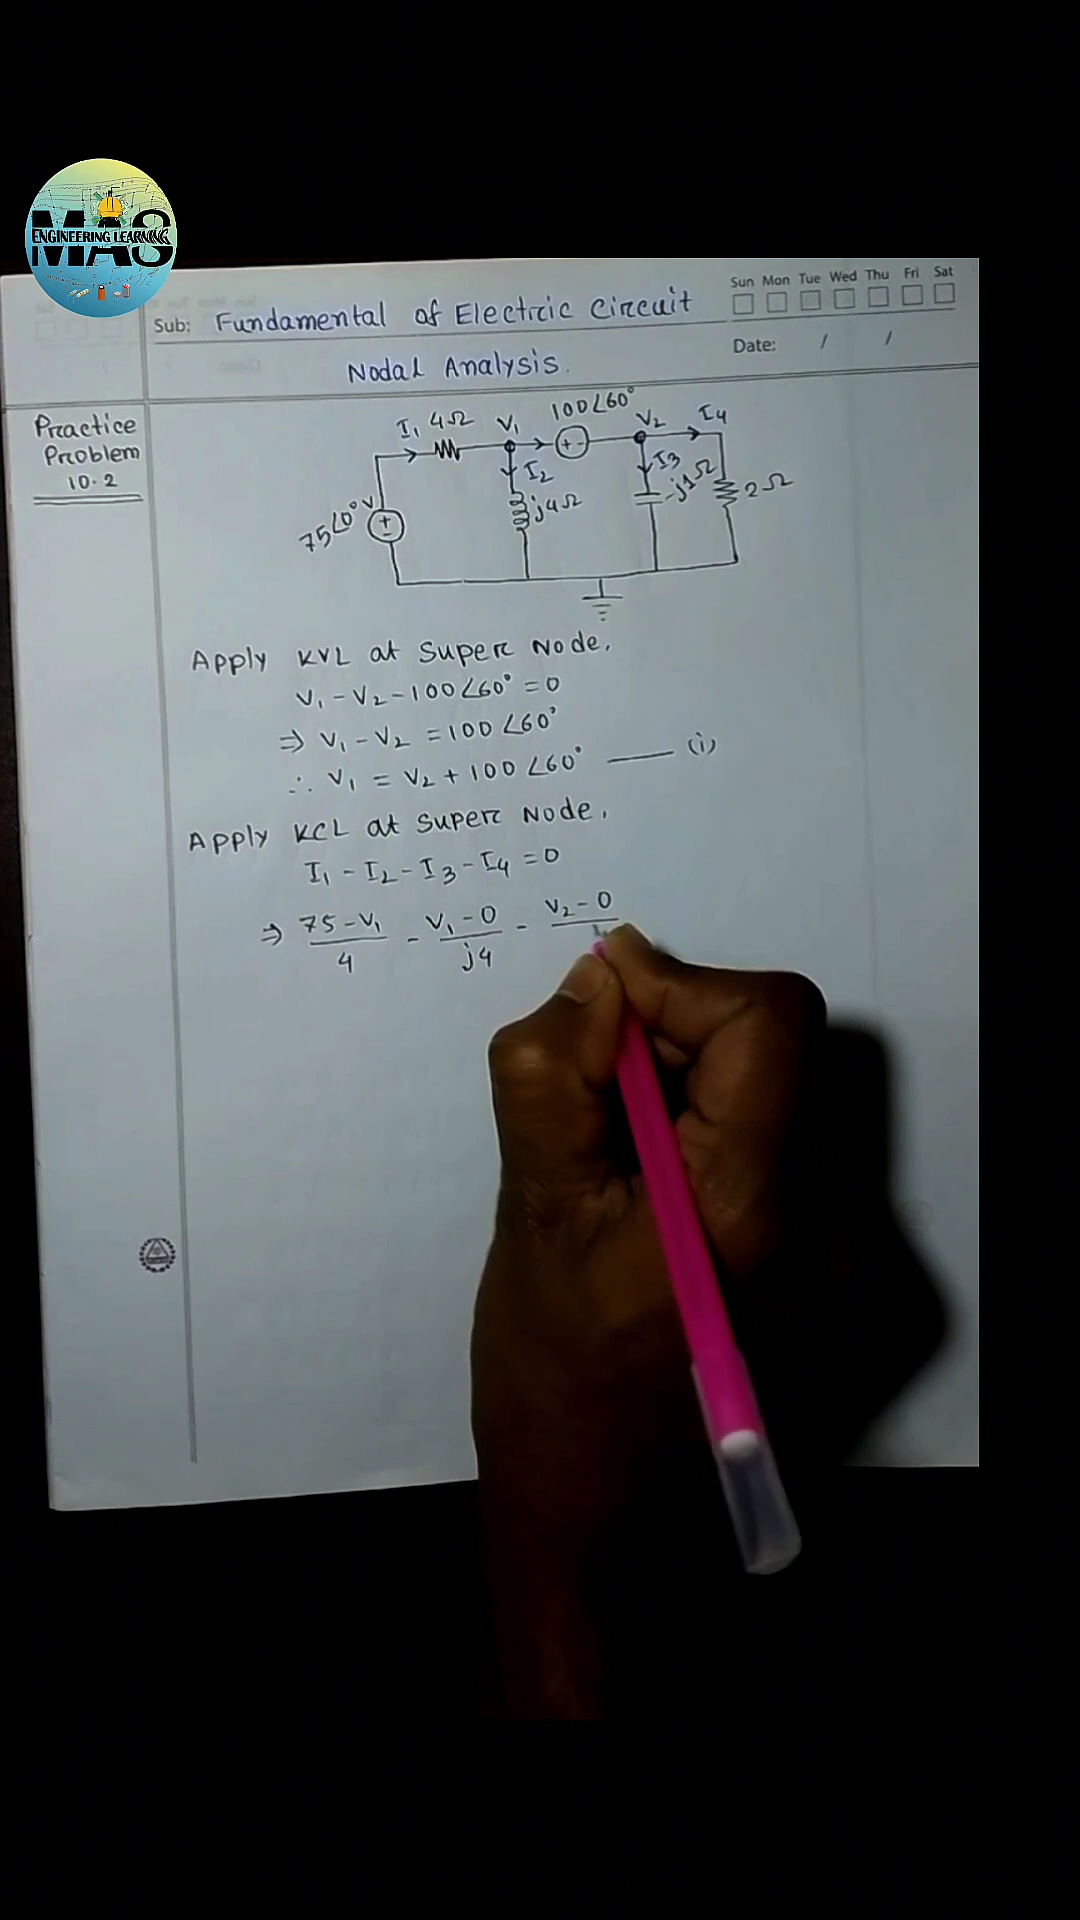 MAS
ENGINEERING LEARNING
Sun Mon Tue Wed Thu Fri Sat
Sub: Fundamental of Electric Circuit
Date: / /
Nodal Analysis.
Practice
Problem
10.2
I₁ 4Ω V₁ 100∠60° V₂ I₄
I₂ I₃
75∠0° V j4Ω -j1Ω 2Ω
Apply KVL at Super Node,
V₁ - V₂ - 100∠60° = 0
⇒ V₁ - V₂ = 100∠60°
∴ V₁ = V₂ + 100∠60° —— (i)
Apply KCL at Super Node,
I₁ - I₂ - I₃ - I₄ = 0
⇒ (75 - V₁)/4 - (V₁ - 0)/j4 - (V₂ - 0)/